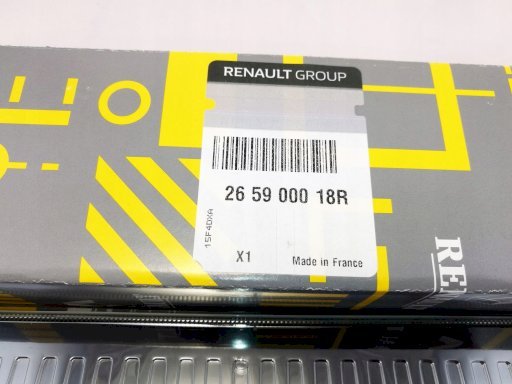 RENAULT GROUP
26 59 000 18R
15F4DXA
X1
Made in France